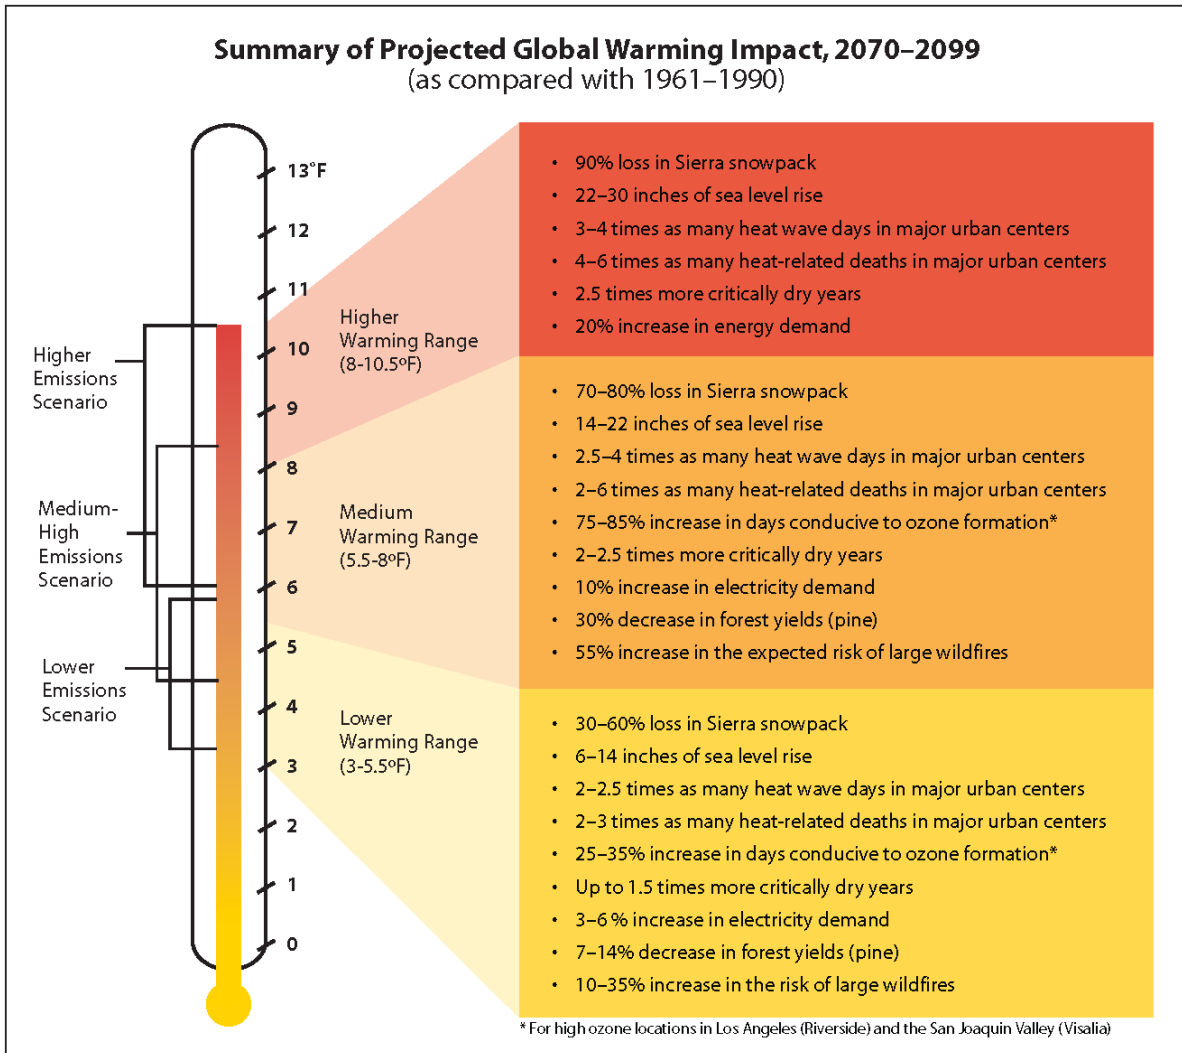 Summary of Projected Global Warming Impact, 2070–2099
(as compared with 1961–1990)
13˚F
12
11
10
9
8
7
6
5
4
3
2
1
0
Higher
Emissions
Scenario
Medium-
High
Emissions
Scenario
Lower
Emissions
Scenario
Higher
Warming Range
(8-10.5ºF)
• 90% loss in Sierra snowpack
• 22–30 inches of sea level rise
• 3–4 times as many heat wave days in major urban centers
• 4–6 times as many heat-related deaths in major urban centers
• 2.5 times more critically dry years
• 20% increase in energy demand
Medium
Warming Range
(5.5-8ºF)
• 70–80% loss in Sierra snowpack
• 14–22 inches of sea level rise
• 2.5–4 times as many heat wave days in major urban centers
• 2–6 times as many heat-related deaths in major urban centers
• 75–85% increase in days conducive to ozone formation*
• 2–2.5 times more critically dry years
• 10% increase in electricity demand
• 30% decrease in forest yields (pine)
• 55% increase in the expected risk of large wildfires
Lower
Warming Range
(3-5.5ºF)
• 30–60% loss in Sierra snowpack
• 6–14 inches of sea level rise
• 2–2.5 times as many heat wave days in major urban centers
• 2–3 times as many heat-related deaths in major urban centers
• 25–35% increase in days conducive to ozone formation*
• Up to 1.5 times more critically dry years
• 3–6 % increase in electricity demand
• 7–14% decrease in forest yields (pine)
• 10–35% increase in the risk of large wildfires
* For high ozone locations in Los Angeles (Riverside) and the San Joaquin Valley (Visalia)